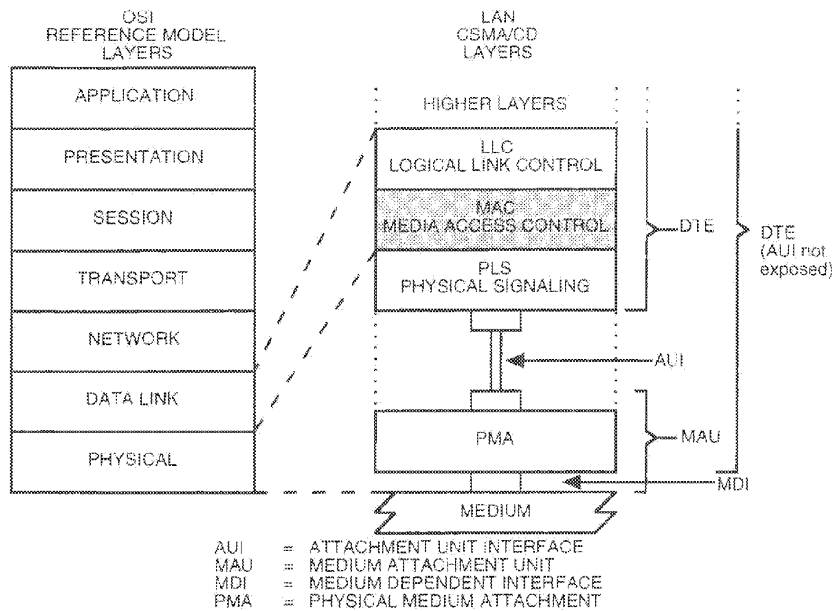 OSI
REFERENCE MODEL
LAYERS
APPLICATION
PRESENTATION
SESSION
TRANSPORT
NETWORK
DATA LINK
PHYSICAL
LAN
CSMA/CD
LAYERS
HIGHER LAYERS
LLC
LOGICAL LINK CONTROL
MAC
MEDIA ACCESS CONTROL
PLS
PHYSICAL SIGNALING
AUI
PMA
MDI
MEDIUM
DTE
MAU
DTE
(AUI not
exposed)
AUI = ATTACHMENT UNIT INTERFACE
MAU = MEDIUM ATTACHMENT UNIT
MDI = MEDIUM DEPENDENT INTERFACE
PMA = PHYSICAL MEDIUM ATTACHMENT